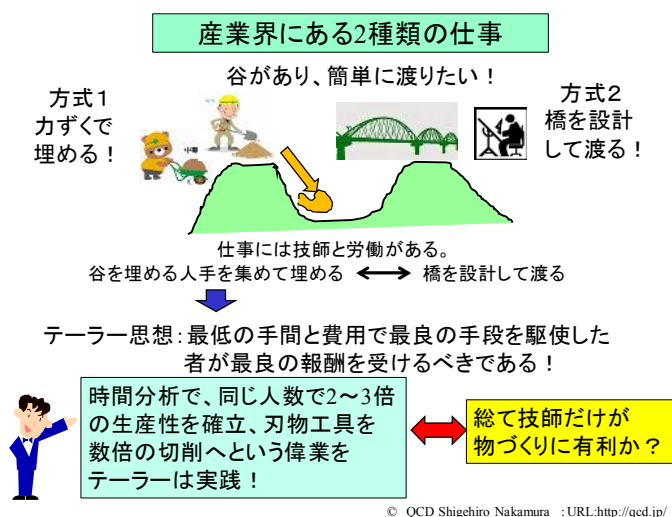 産業界にある2種類の仕事
谷があり、簡単に渡りたい！
方式１
力ずくで
埋める！
方式２
橋を設計
して渡る！
仕事には技師と労働がある。
谷を埋める人手を集めて埋める ⟷ 橋を設計して渡る
テーラー思想：最低の手間と費用で最良の手段を駆使した
者が最良の報酬を受けるべきである！
時間分析で、同じ人数で2～3倍
の生産性を確立、刃物工具を
数倍の切削へという偉業を
テーラーは実践！
総て技師だけが
物づくりに有利か？
© QCD Shigehiro Nakamura ：URL:http://qcd.jp/